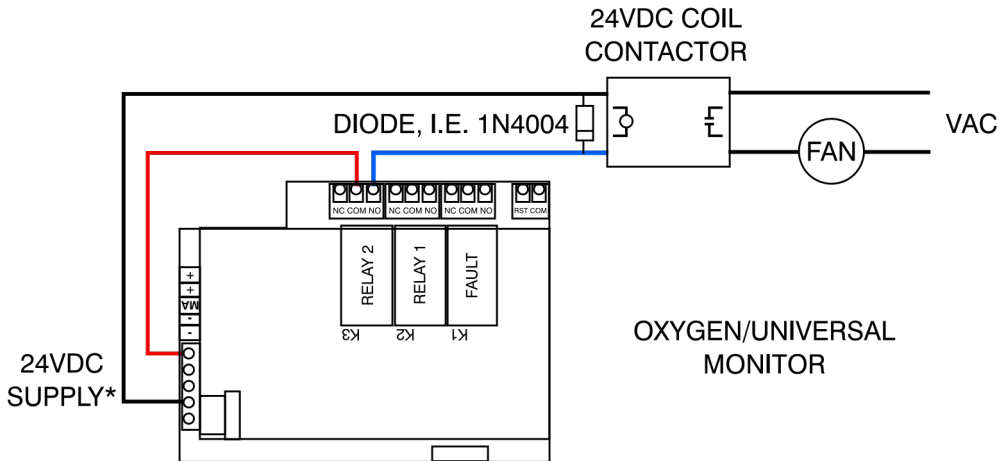 24VDC COIL
CONTACTOR
DIODE, I.E. 1N4004
VAC
FAN
NC COM NO NC COM NO NC COM NO RST COM
RELAY 2
RELAY 1
FAULT
K3
K2
K1
+
+
MA
-
-
24VDC
SUPPLY*
OXYGEN/UNIVERSAL
MONITOR